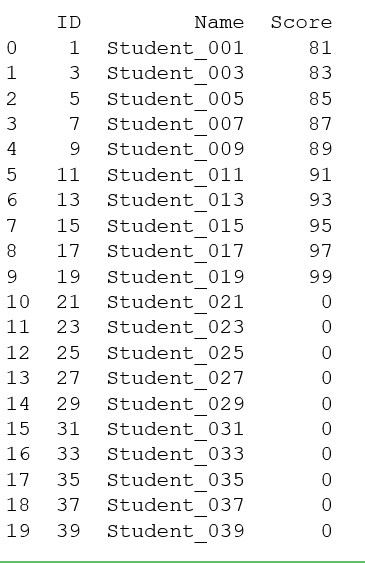 ID Name Score
0 1 Student_001 81
1 3 Student_003 83
2 5 Student_005 85
3 7 Student_007 87
4 9 Student_009 89
5 11 Student_011 91
6 13 Student_013 93
7 15 Student_015 95
8 17 Student_017 97
9 19 Student_019 99
10 21 Student_021 0
11 23 Student_023 0
12 25 Student_025 0
13 27 Student_027 0
14 29 Student_029 0
15 31 Student_031 0
16 33 Student_033 0
17 35 Student_035 0
18 37 Student_037 0
19 39 Student_039 0